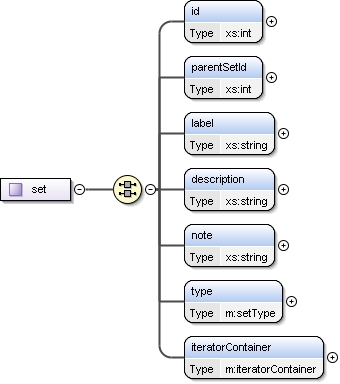 id
Type xs:int
parentSetId
Type xs:int
label
Type xs:string
set
description
Type xs:string
note
Type xs:string
type
Type m:setType
iteratorContainer
Type m:iteratorContainer